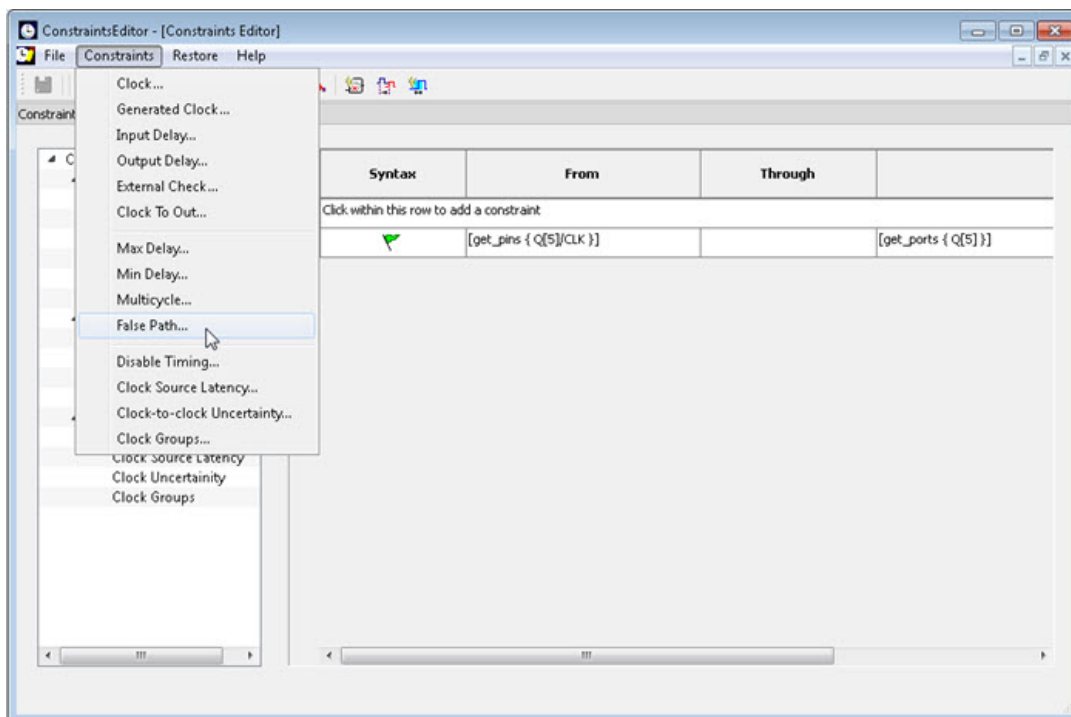 ConstraintsEditor - [Constraints Editor]
File Constraints Restore Help
Constraint
Clock...
Generated Clock...
Input Delay...
Output Delay...
External Check...
Clock To Out...
Max Delay...
Min Delay...
Multicycle...
False Path...
Disable Timing...
Clock Source Latency...
Clock-to-clock Uncertainty...
Clock Groups...
C
Clock Source Latency
Clock Uncertainity
Clock Groups
Syntax From Through
Click within this row to add a constraint
[get_pins { Q[5]/CLK }] [get_ports { Q[5] }]